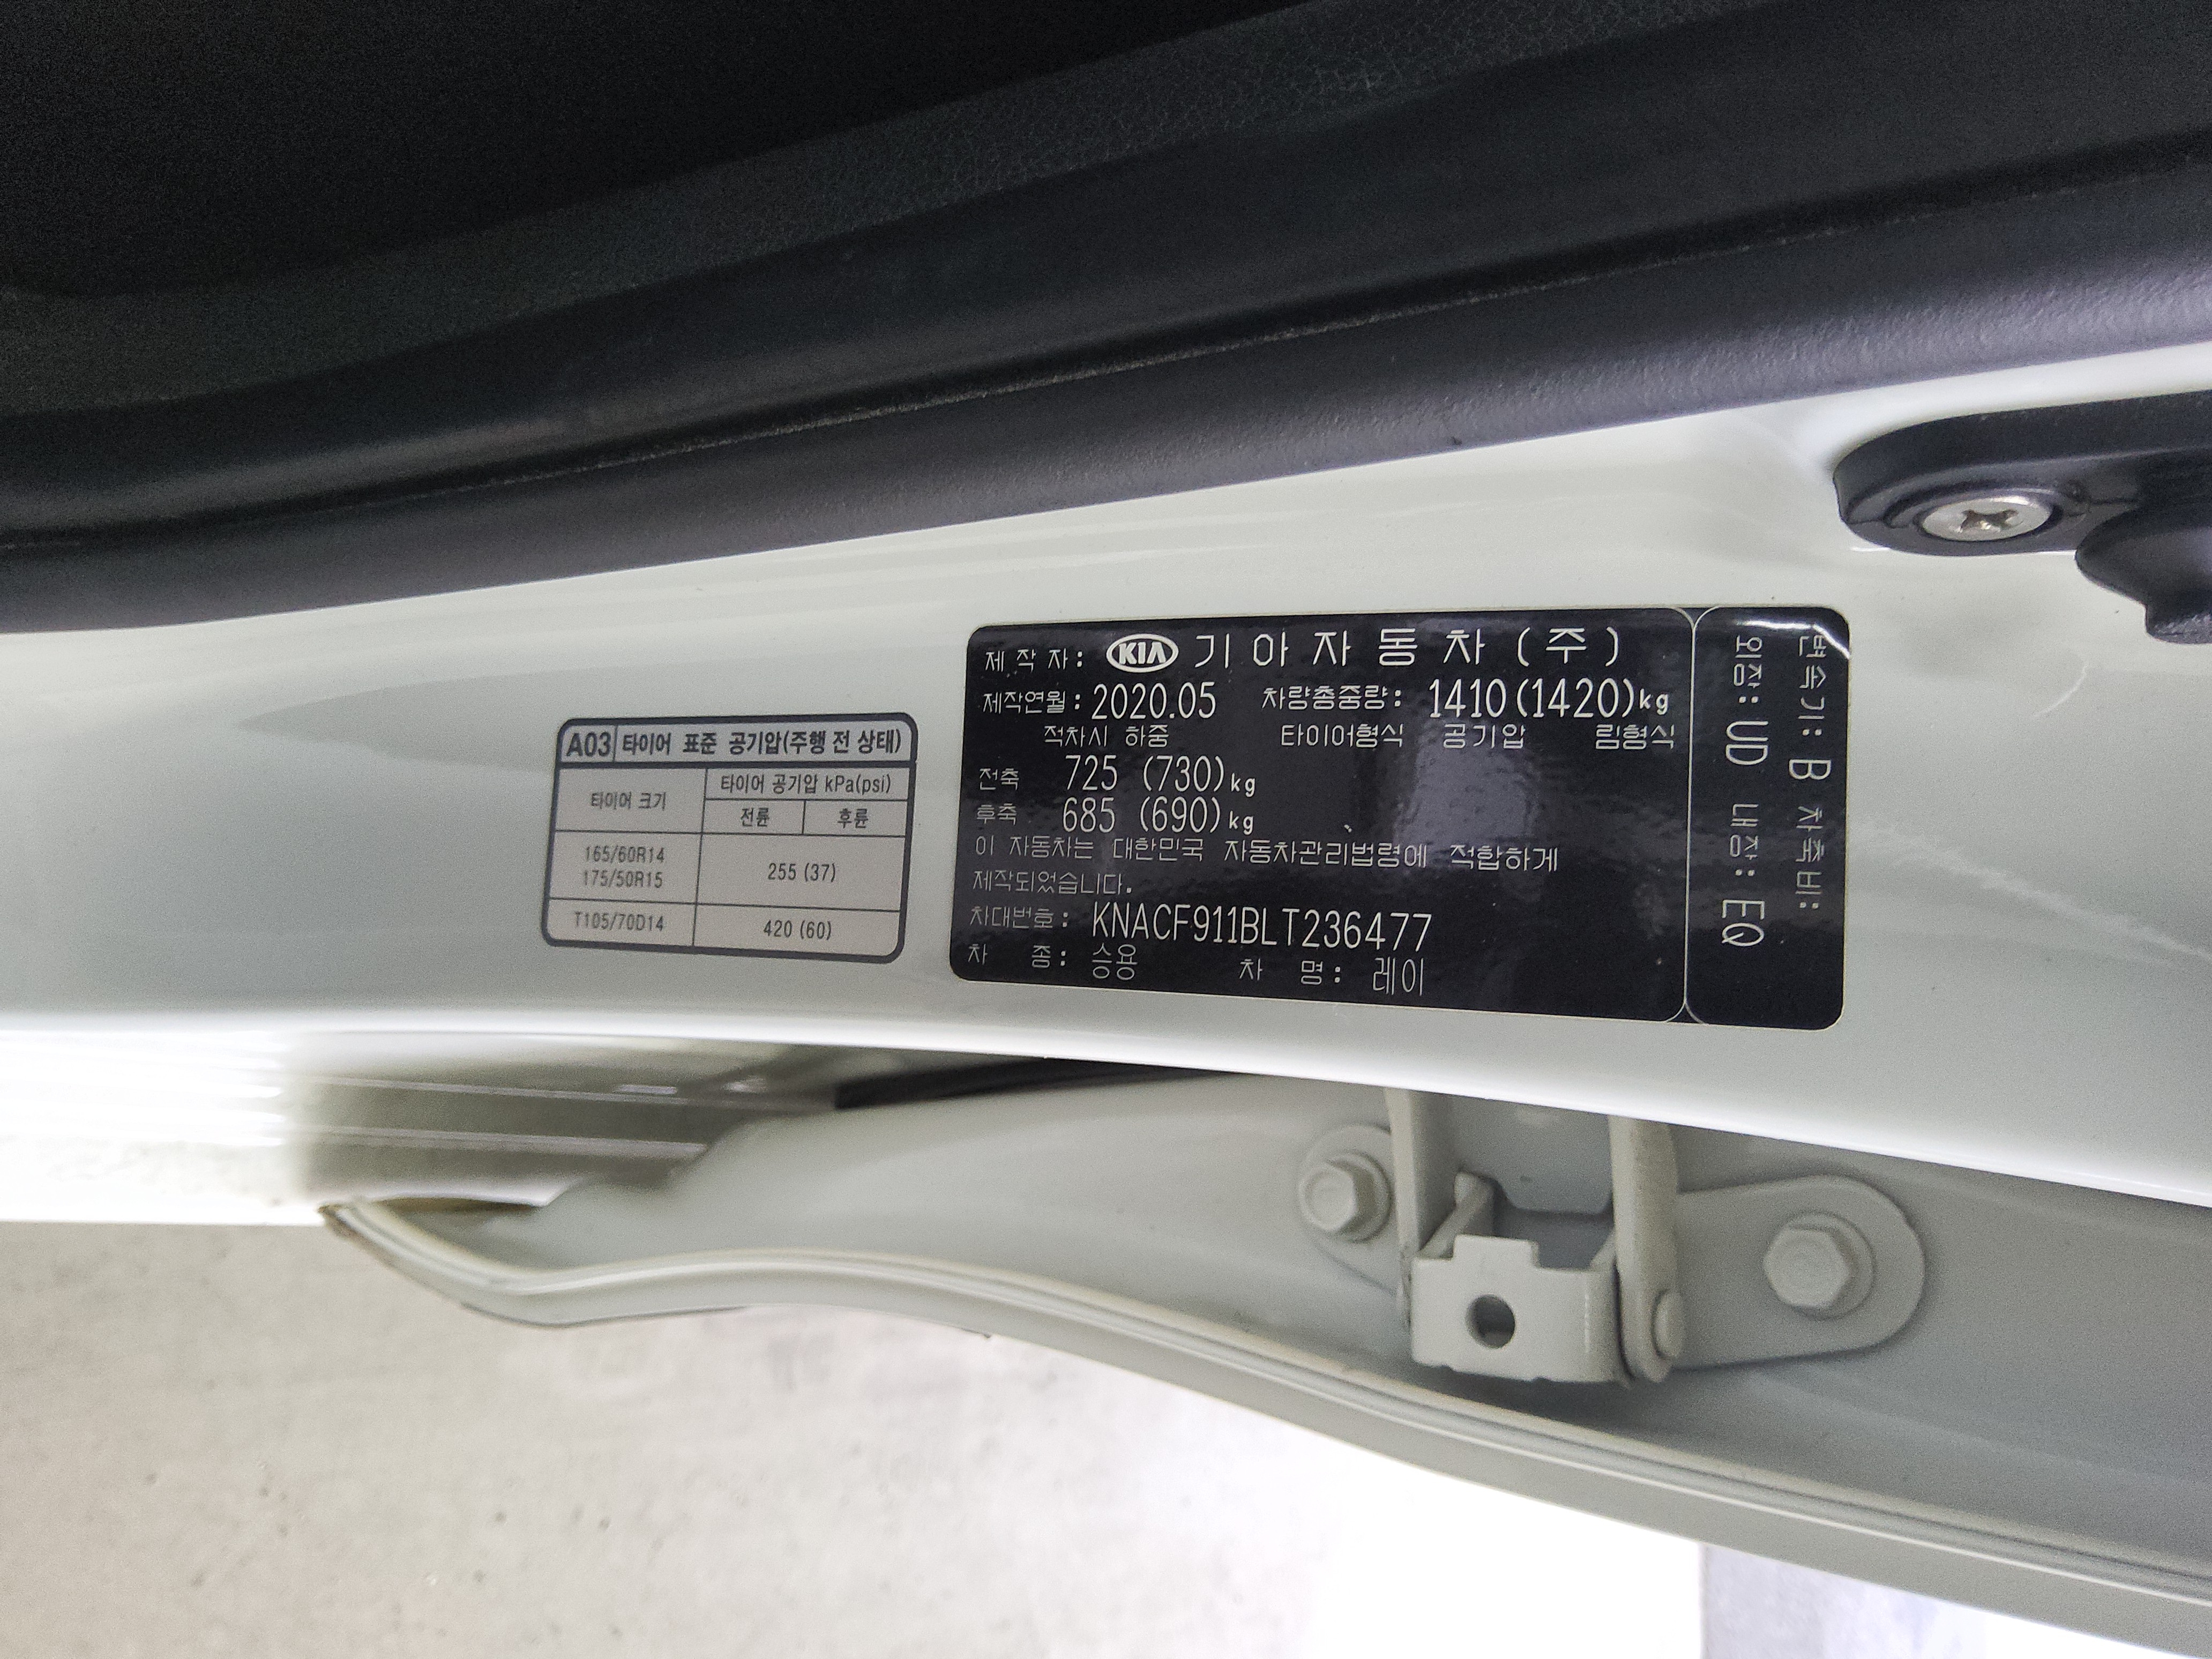 A03 타이어 표준 공기압(주행 전 상태)
타이어 크기
타이어 공기압 kPa(psi)
전륜 후륜
165/60R14
175/50R15
255 (37)
T105/70D14
420 (60)
제 작 자: KIA 기아자동차(주)
제작연월: 2020.05 차량총중량: 1410(1420)kg
적차시 하중 타이어형식 공기압 림형식
전축 725 (730)kg
후축 685 (690)kg
이 자동차는 대한민국 자동차관리법령에 적합하게
제작되었습니다.
차대번호: KNACF911BLT236477
차 종: 승용 차 명: 레이
변속기: B 차축비:
외장: UD 내장: EQ